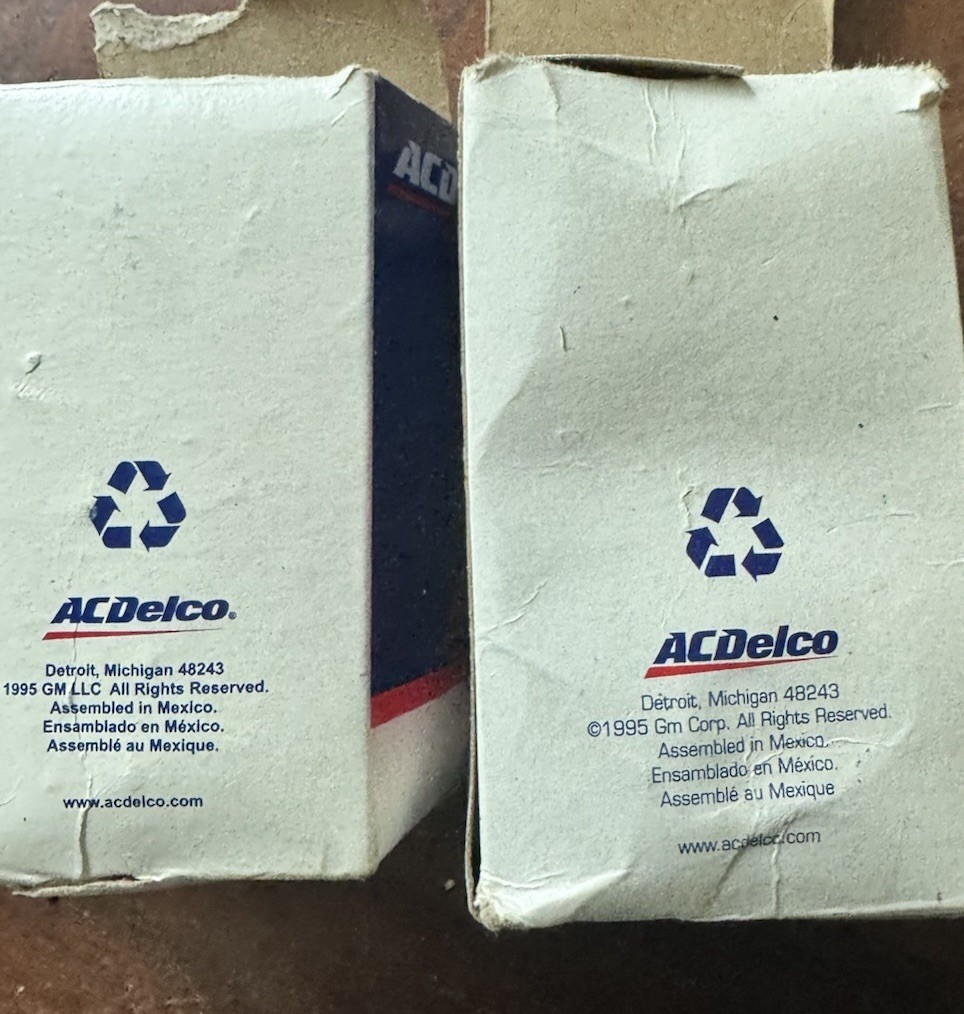 ACD
ACDelco®
Detroit, Michigan 48243
1995 GM LLC All Rights Reserved.
Assembled in Mexico.
Ensamblado en México.
Assemblé au Mexique.
www.acdelco.com
ACDelco
Detroit, Michigan 48243
©1995 Gm Corp. All Rights Reserved.
Assembled in Mexico.
Ensamblado en México.
Assemblé au Mexique
www.acdelco.com